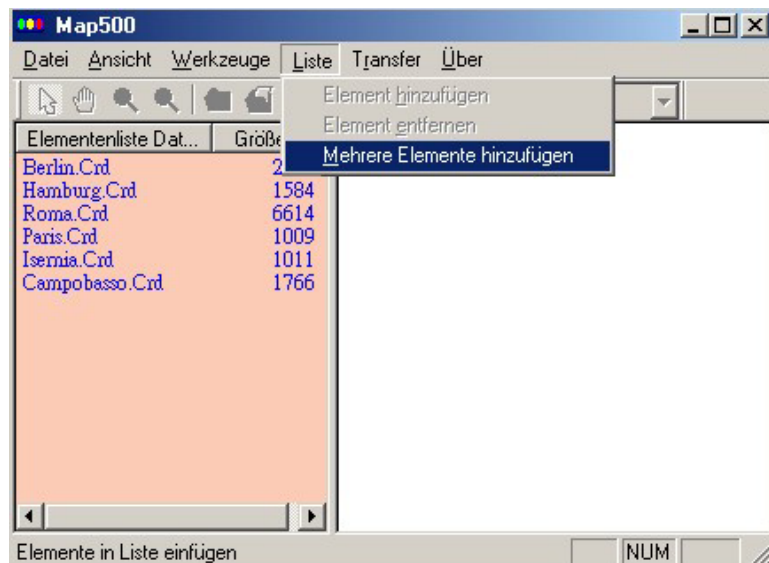 Map500
Datei Ansicht Werkzeuge Liste Transfer Über
Element hinzufügen
Element entfernen
Mehrere Elemente hinzufügen
Elementenliste Dat...
Berlin.Crd
Hamburg.Crd 1584
Roma.Crd 6614
Paris.Crd 1009
Isernia.Crd 1011
Campobasso.Crd 1766
Elemente in Liste einfügen NUM